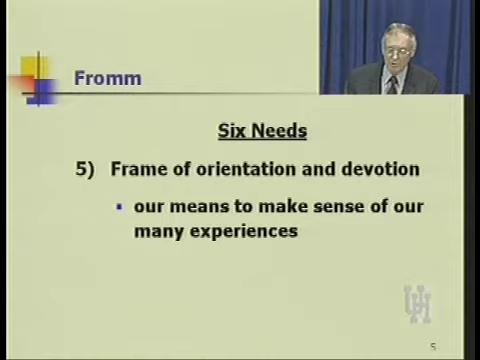 Fromm
Six Needs
5) Frame of orientation and devotion
▪ our means to make sense of our
many experiences
UH
5